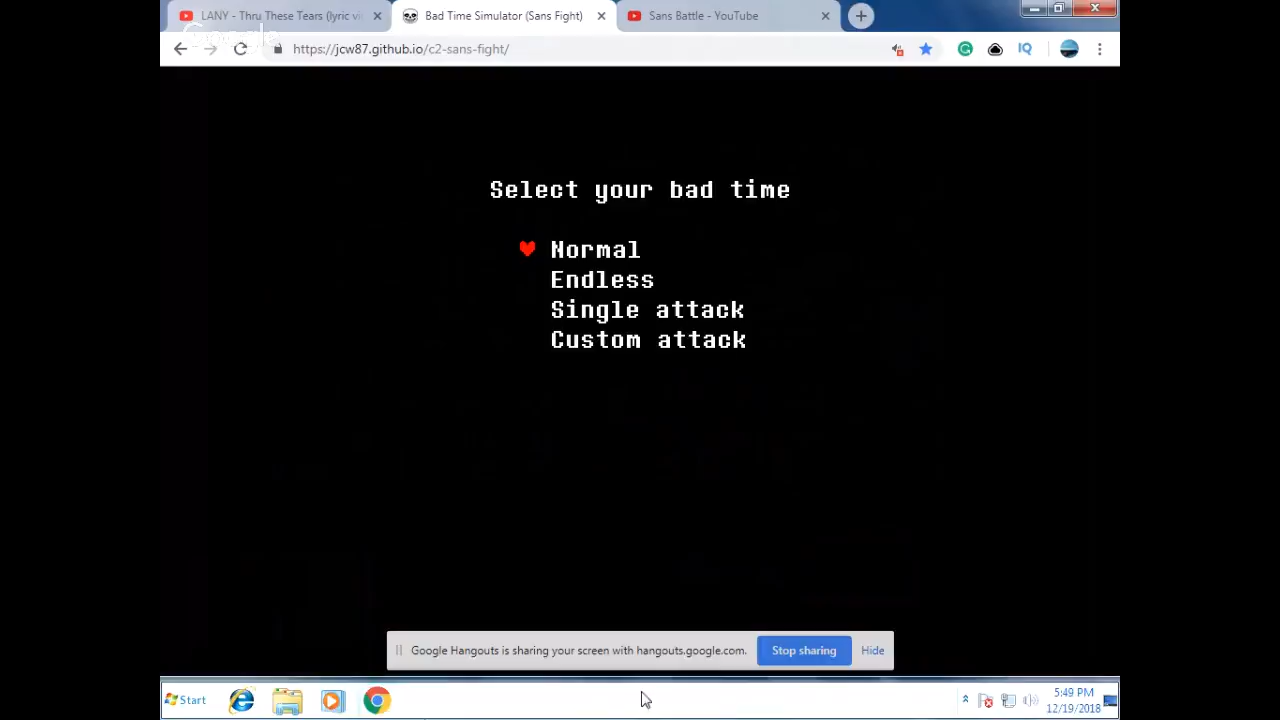 LANY - Thru These Tears (lyric vi
Bad Time Simulator (Sans Fight)
Sans Battle - YouTube
Google
https://jcw87.github.io/c2-sans-fight/
IQ
Select your bad time
Normal
Endless
Single attack
Custom attack
Google Hangouts is sharing your screen with hangouts.google.com.
Stop sharing
Hide
Start
5:49 PM
12/19/2018